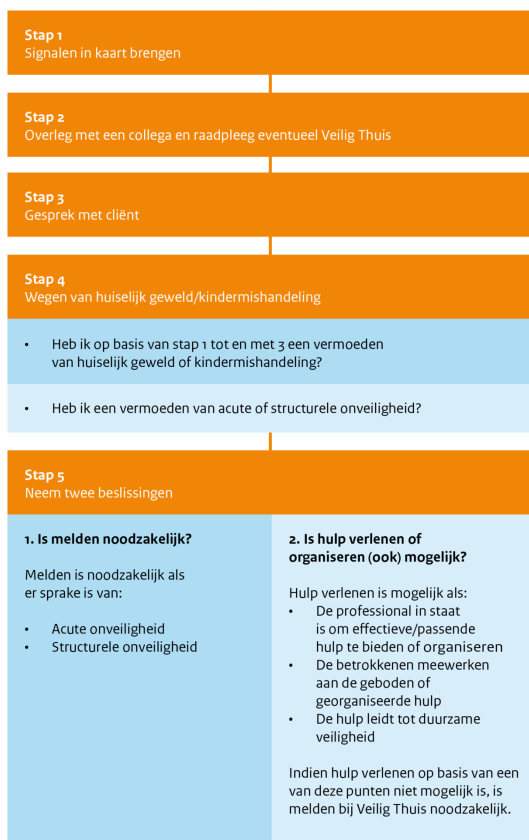 Stap 1
Signalen in kaart brengen
Stap 2
Overleg met een collega en raadpleeg eventueel Veilig Thuis
Stap 3
Gesprek met cliënt
Stap 4
Wegen van huiselijk geweld/kindermishandeling
• Heb ik op basis van stap 1 tot en met 3 een vermoeden
van huiselijk geweld of kindermishandeling?
• Heb ik een vermoeden van acute of structurele onveiligheid?
Stap 5
Neem twee beslissingen
1. Is melden noodzakelijk?
Melden is noodzakelijk als
er sprake is van:
• Acute onveiligheid
• Structurele onveiligheid
2. Is hulp verlenen of
organiseren (ook) mogelijk?
Hulp verlenen is mogelijk als:
• De professional in staat
is om effectieve/passende
hulp te bieden of organiseren
• De betrokkenen meewerken
aan de geboden of
georganiseerde hulp
• De hulp leidt tot duurzame
veiligheid
Indien hulp verlenen op basis van een
van deze punten niet mogelijk is, is
melden bij Veilig Thuis noodzakelijk.